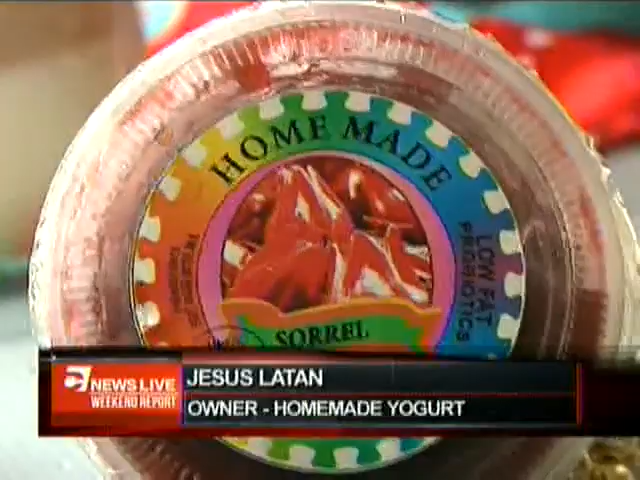 HOME MADE
LOW FAT
PROBIOTICS
SORREL
NEWS LIVE
WEEKEND REPORT
JESUS LATAN
OWNER - HOMEMADE YOGURT